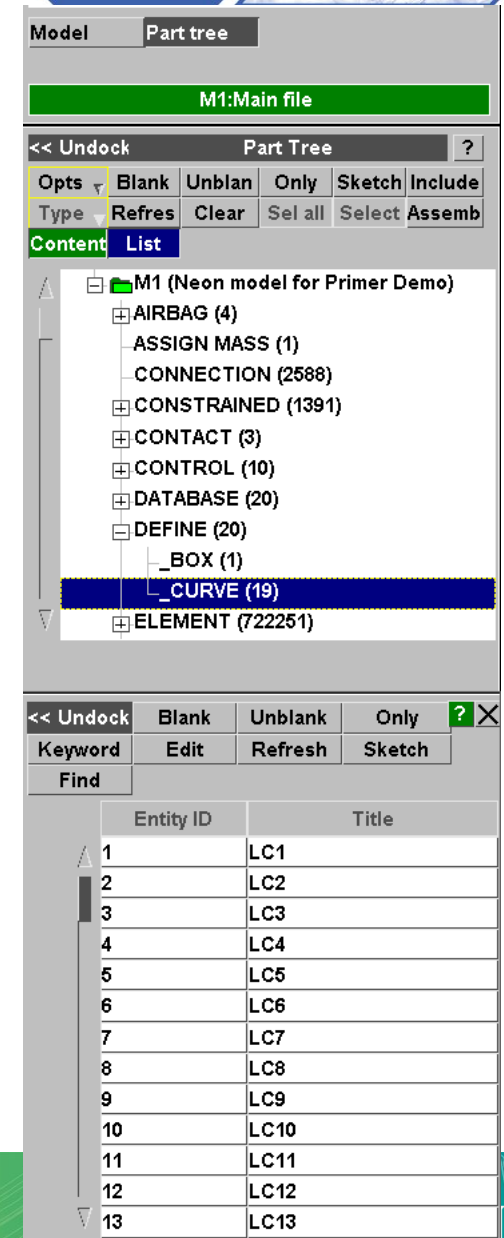 Model Part tree
M1:Main file
<< Undock Part Tree ?
Opts Blank Unblan Only Sketch Include
Type Refres Clear Sel all Select Assemb
Content List
M1 (Neon model for Primer Demo)
AIRBAG (4)
ASSIGN MASS (1)
CONNECTION (2588)
CONSTRAINED (1391)
CONTACT (3)
CONTROL (10)
DATABASE (20)
DEFINE (20)
_BOX (1)
_CURVE (19)
ELEMENT (722251)
<< Undock Blank Unblank Only ? X
Keyword Edit Refresh Sketch
Find
Entity ID Title
1 LC1
2 LC2
3 LC3
4 LC4
5 LC5
6 LC6
7 LC7
8 LC8
9 LC9
10 LC10
11 LC11
12 LC12
13 LC13